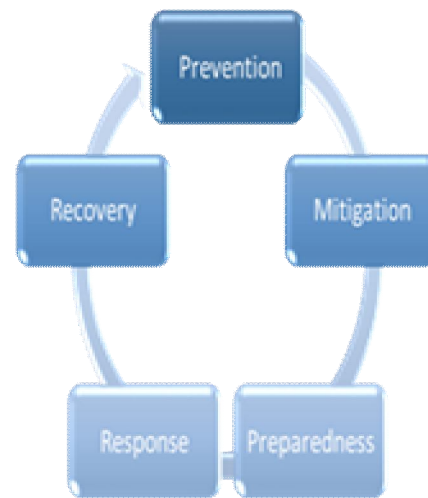 Prevention
Mitigation
Preparedness
Response
Recovery